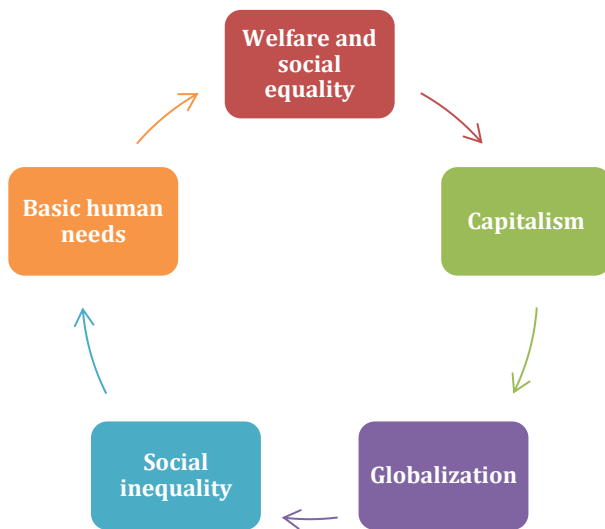 Welfare and
social
equality
Capitalism
Globalization
Social
inequality
Basic human
needs